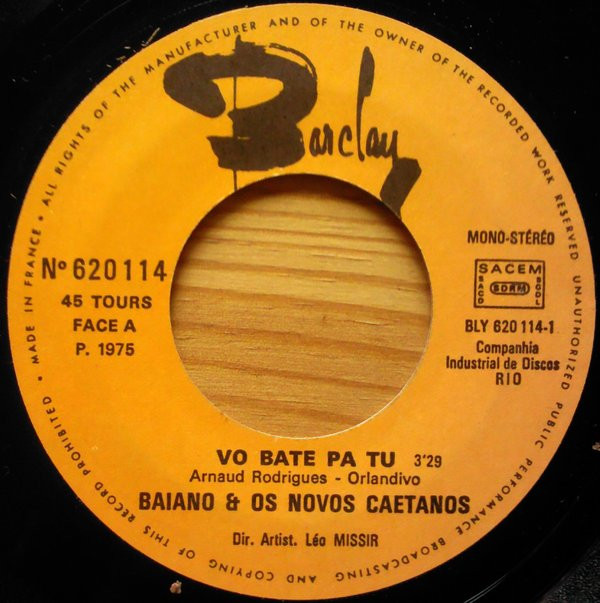 Barclay
MADE IN FRANCE • ALL RIGHTS OF THE MANUFACTURER AND OF THE OWNER OF THE RECORDED WORK RESERVED UNAUTHORIZED PUBLIC PERFORMANCE BROADCASTING AND COPYING OF THIS RECORD PROHIBITED •
Nº 620114
45 TOURS
FACE A
P. 1975
MONO-STÉRÉO
SACEM
SACD SDRM SGDL
BLY 620 114-1
Companhia
Industrial de Discos
RIO
VO BATE PA TU 3'29
Arnaud Rodrigues - Orlandivo
BAIANO & OS NOVOS CAETANOS
Dir. Artist. Léo MISSIR